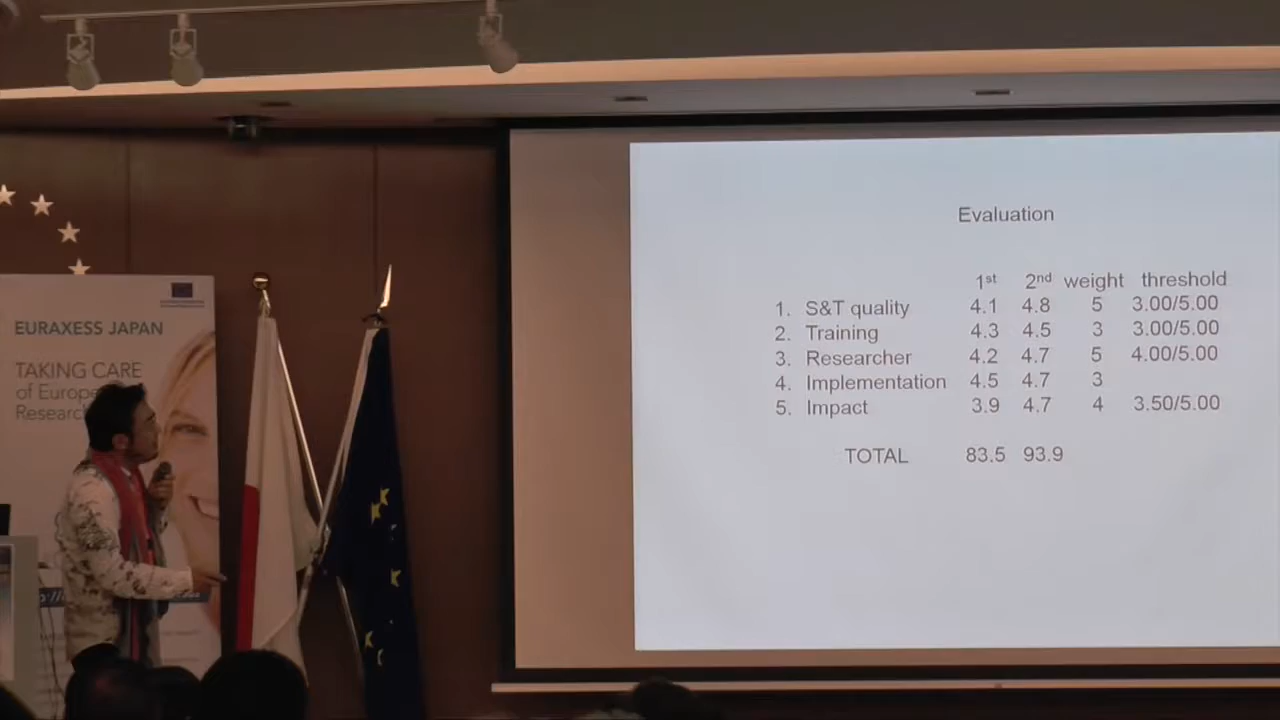 EURAXESS JAPAN
TAKING CARE
of Europe
Research
Evaluation
1st 2nd weight threshold
1. S&T quality 4.1 4.8 5 3.00/5.00
2. Training 4.3 4.5 3 3.00/5.00
3. Researcher 4.2 4.7 5 4.00/5.00
4. Implementation 4.5 4.7 3
5. Impact 3.9 4.7 4 3.50/5.00
TOTAL 83.5 93.9